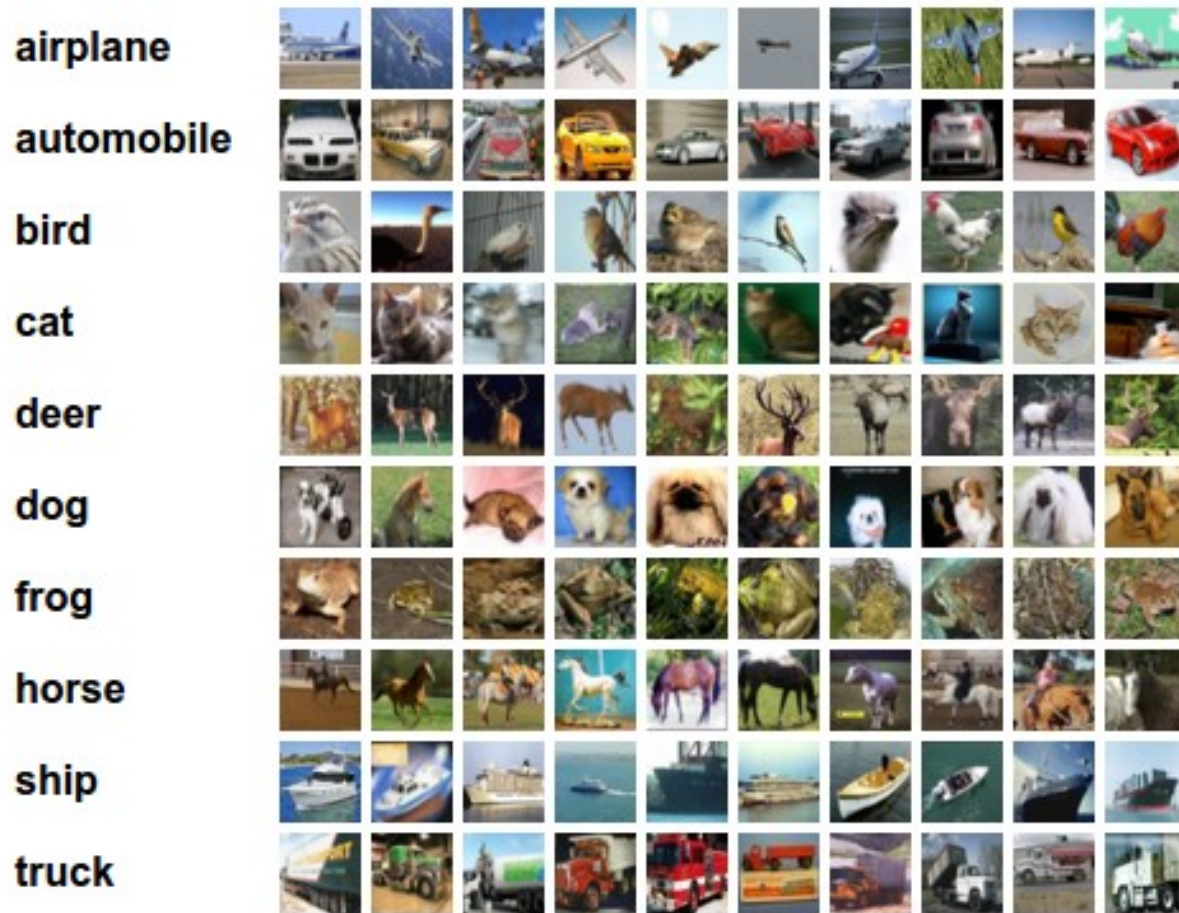 airplane
automobile
bird
cat
deer
dog
frog
horse
ship
truck